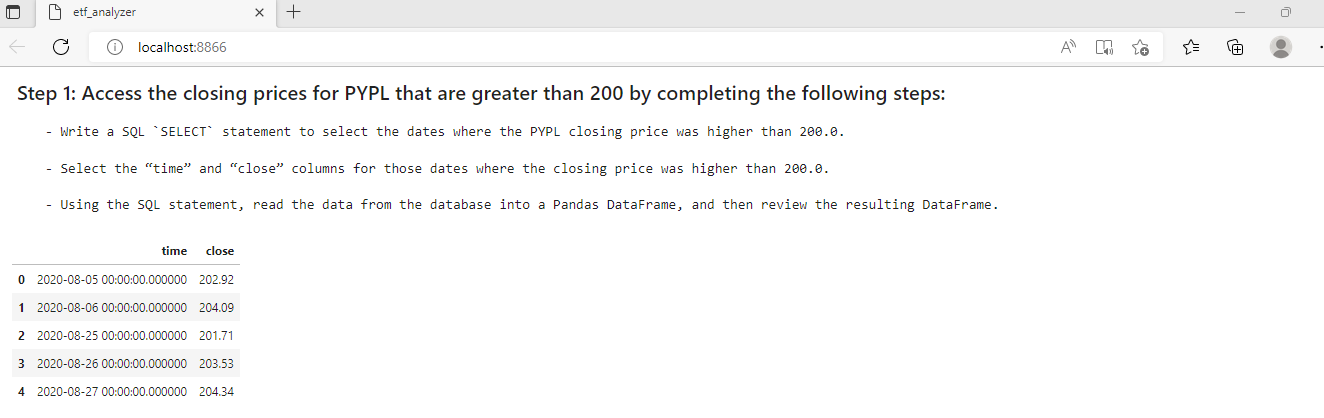 etf_analyzer
localhost:8866
Step 1: Access the closing prices for PYPL that are greater than 200 by completing the following steps:
- Write a SQL `SELECT` statement to select the dates where the PYPL closing price was higher than 200.0.
- Select the “time” and “close” columns for those dates where the closing price was higher than 200.0.
- Using the SQL statement, read the data from the database into a Pandas DataFrame, and then review the resulting DataFrame.
time close
0 2020-08-05 00:00:00.000000 202.92
1 2020-08-06 00:00:00.000000 204.09
2 2020-08-25 00:00:00.000000 201.71
3 2020-08-26 00:00:00.000000 203.53
4 2020-08-27 00:00:00.000000 204.34